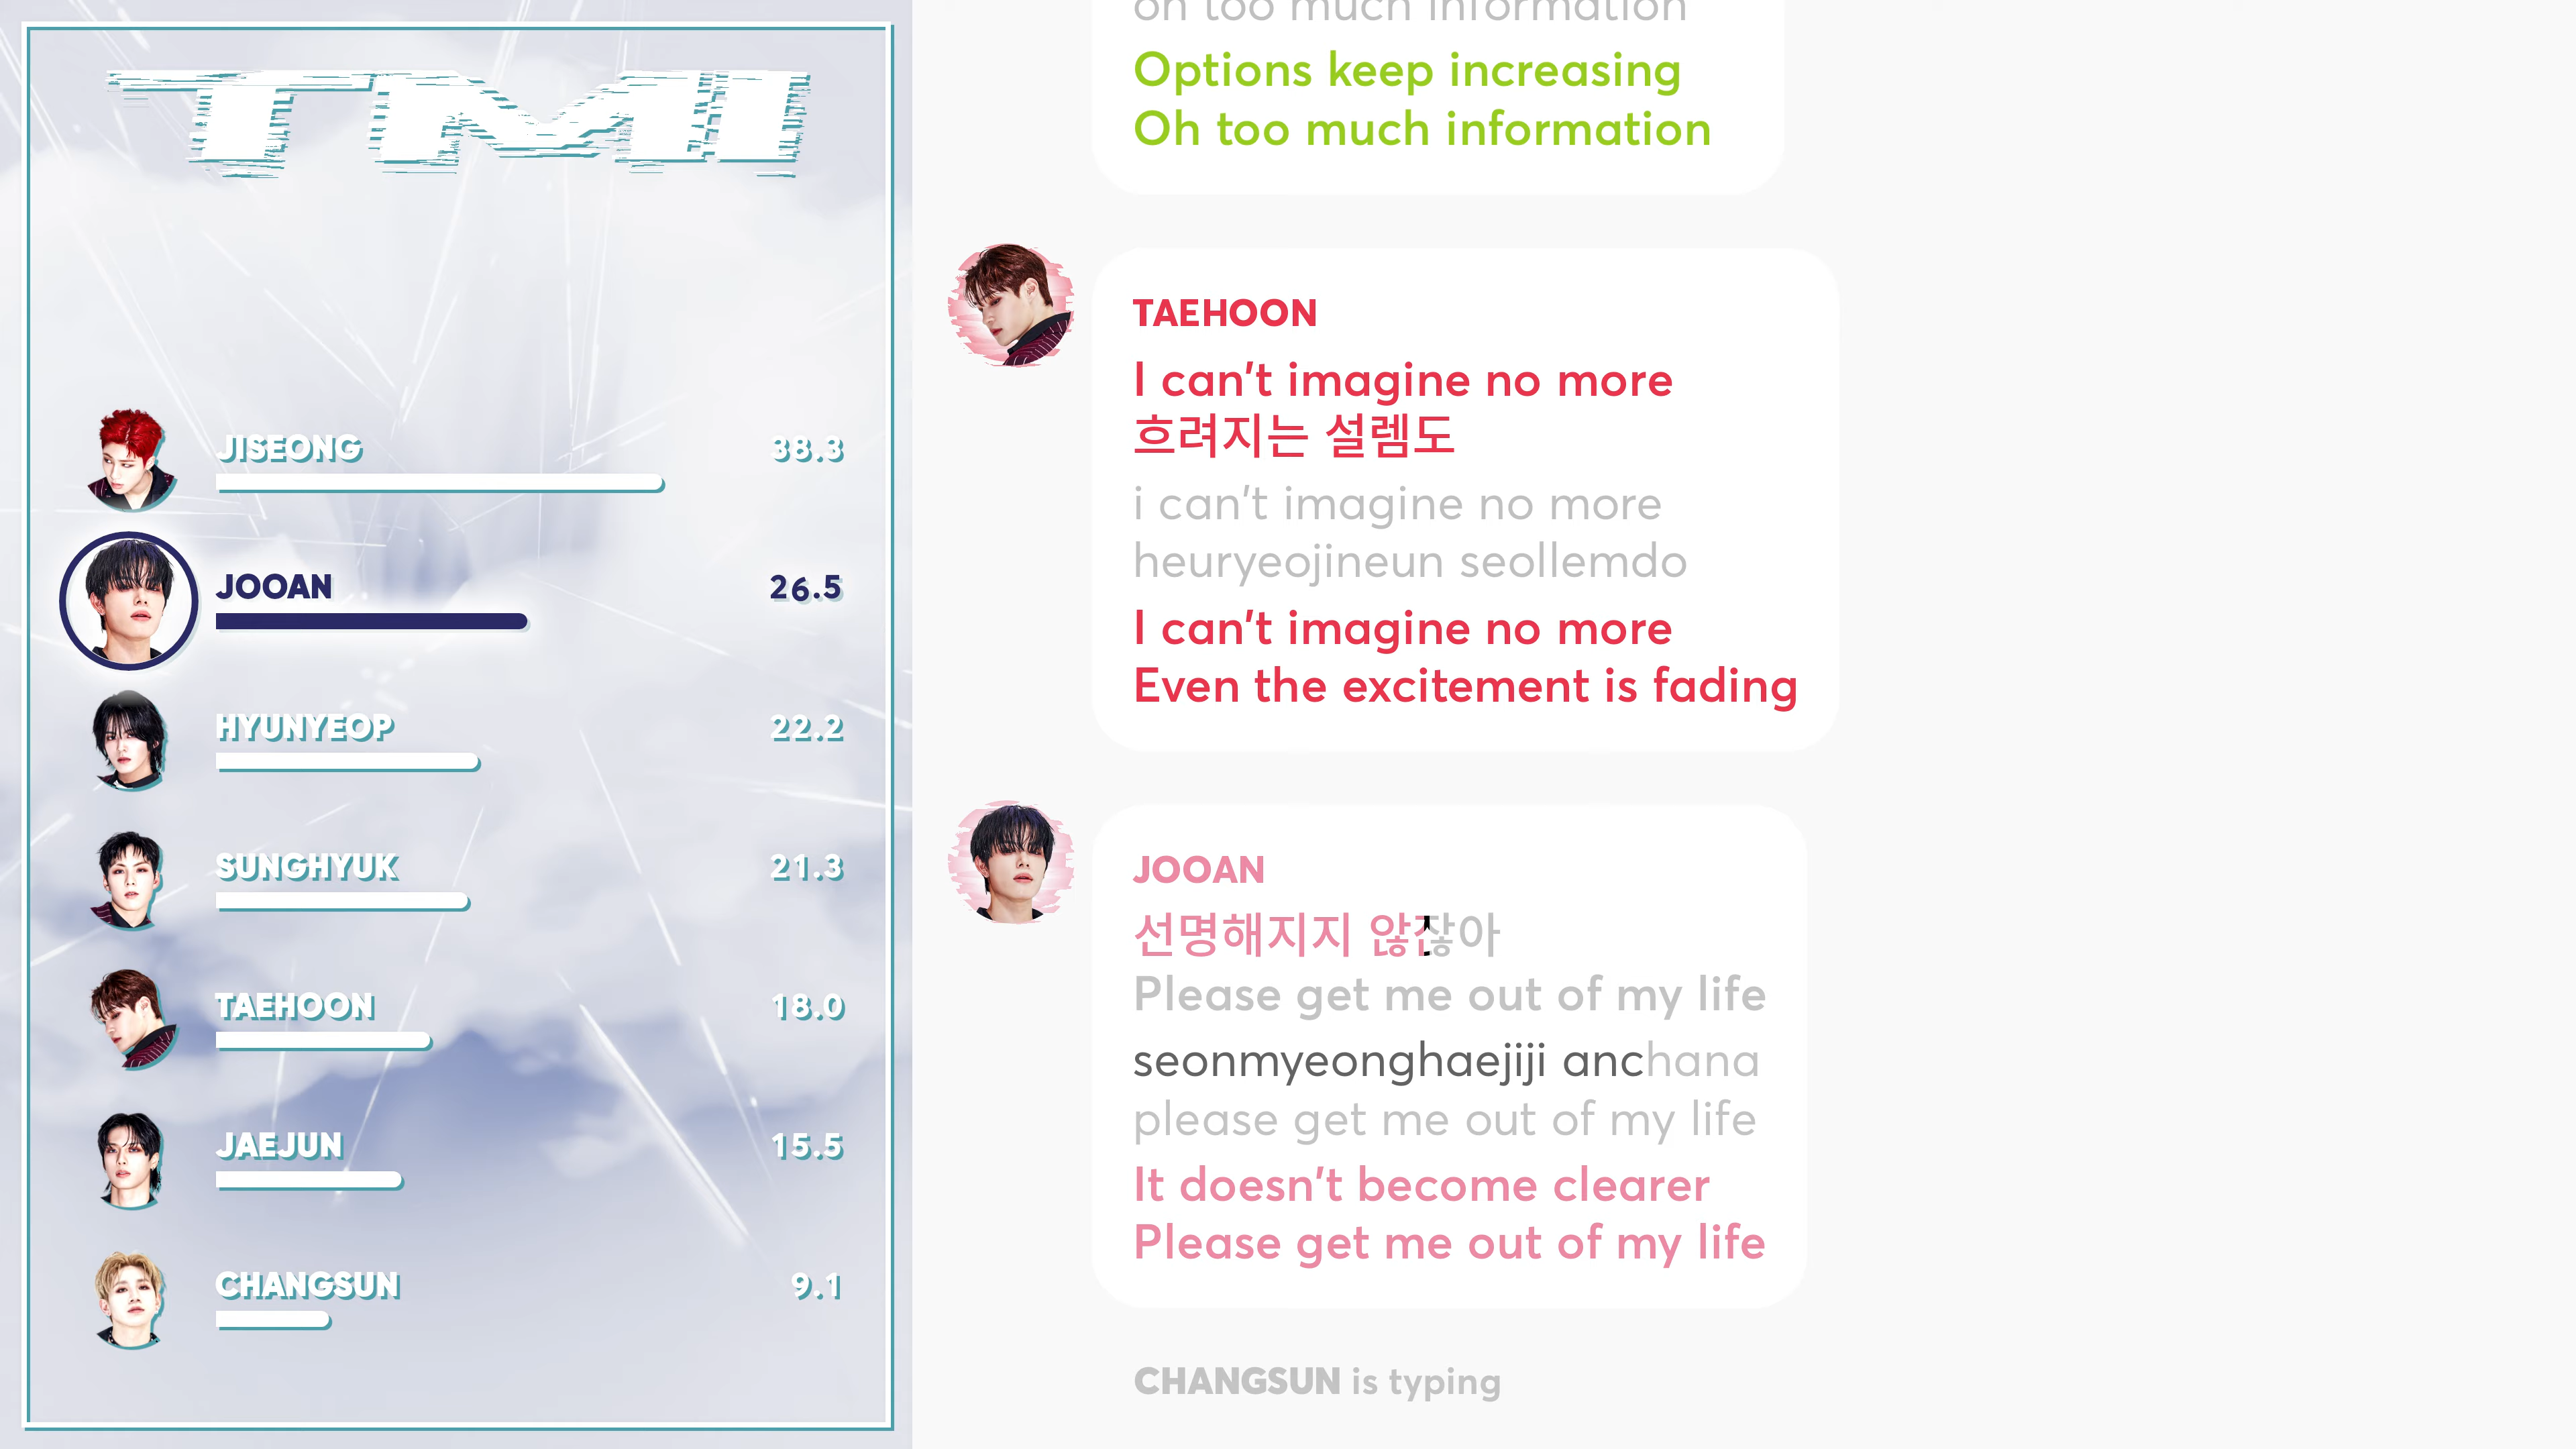 TMI
JISEONG 38.3
JOOAN 26.5
HYUNYEOP 22.2
SUNGHYUK 21.3
TAEHOON 18.0
JAEJUN 15.5
CHANGSUN 9.1
oh too much information
Options keep increasing
Oh too much information
TAEHOON
I can't imagine no more
흐려지는 설렘도
i can't imagine no more
heuryeojineun seollemdo
I can't imagine no more
Even the excitement is fading
JOOAN
선명해지지 않잖아
Please get me out of my life
seonmyeonghaejiji anchana
please get me out of my life
It doesn't become clearer
Please get me out of my life
CHANGSUN is typing